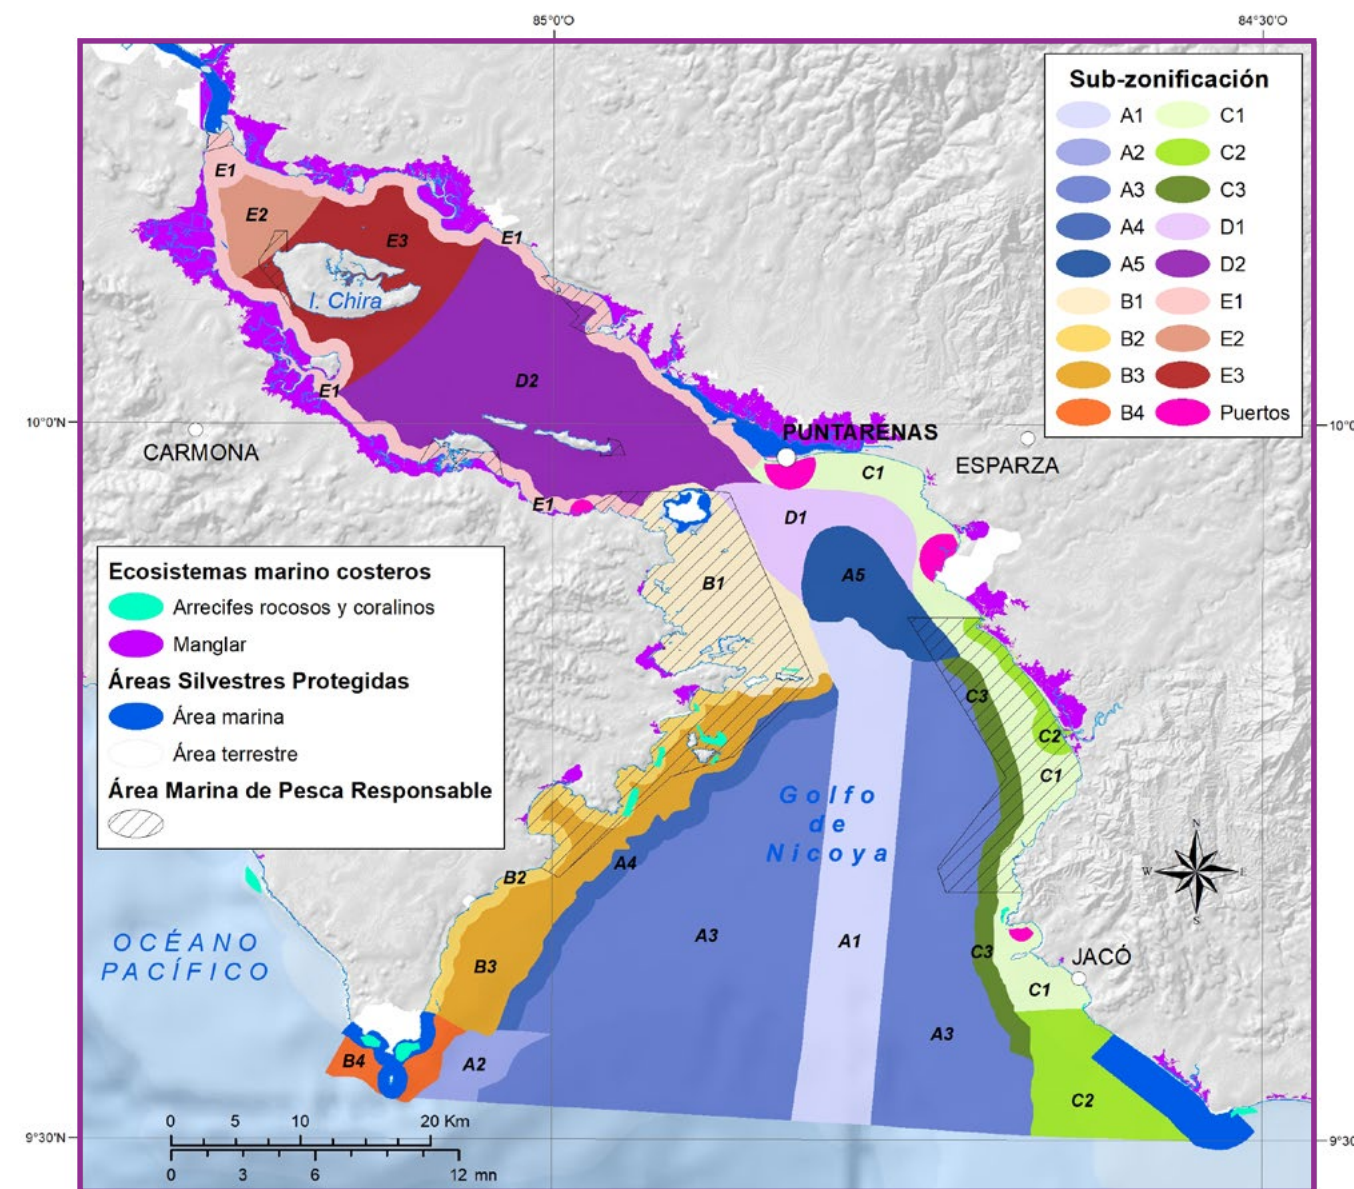 85°0'O
84°30'O
Sub-zonificación
A1
C1
A2
C2
A3
C3
A4
D1
A5
D2
B1
E1
B2
E2
B3
E3
B4
Puertos
E1
E2
E3
E1
I. Chira
D2
E1
10°0'N
10°0
CARMONA
PUNTARENAS
ESPARZA
C1
E1
D1
A5
B1
Ecosistemas marino costeros
Arrecifes rocosos y coralinos
Manglar
Áreas Silvestres Protegidas
Área marina
Área terrestre
Área Marina de Pesca Responsable
C3
C2
C1
Golfo
de
Nicoya
N
W
E
S
A4
B2
OCÉANO
PACÍFICO
A3
A1
C3
JACÓ
B3
C1
A3
B4
A2
C2
0 5 10 20 Km
0 3 6 12 mn
9°30'N
9°30